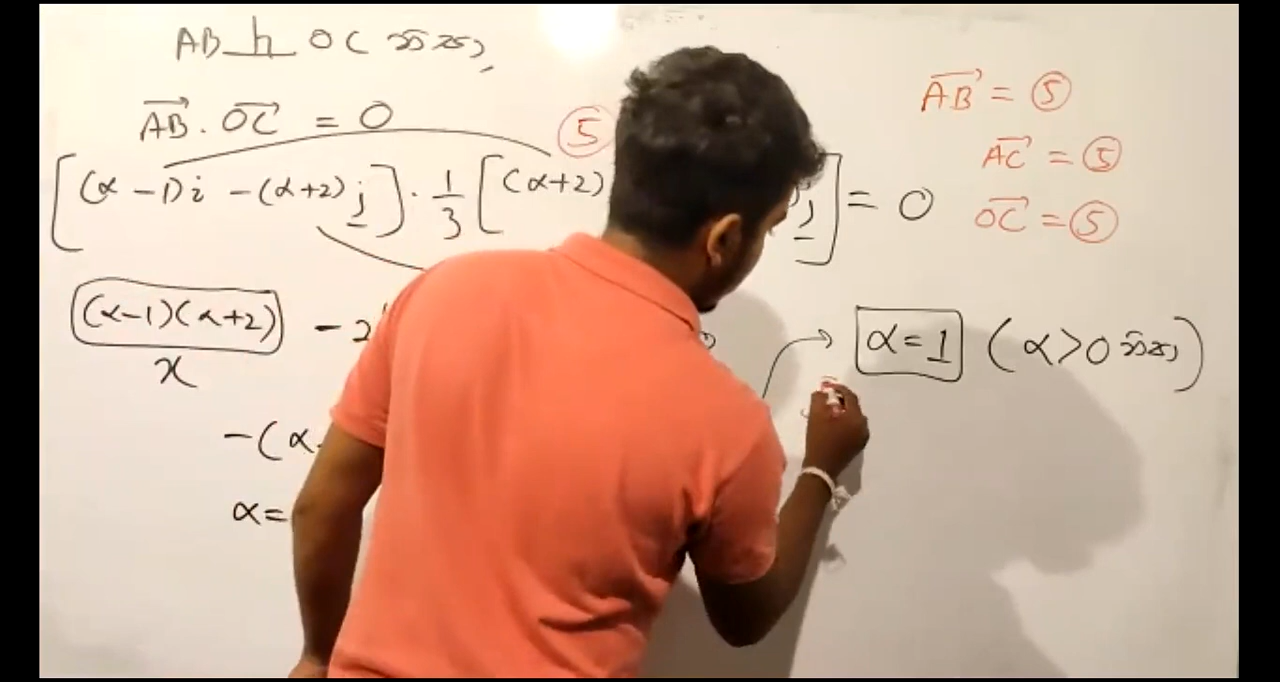 AB h OC නිසා,
AB⃗ . OC⃗ = 0
[(α -1)i -(α+2)j] . 1/3 [(α+2) j] = 0
5
AB⃗ = 5
AC⃗ = 5
OC⃗ = 5
(α-1)(α+2) - 2
x
α = 1 (α>0 නිසා)
-(α
α=